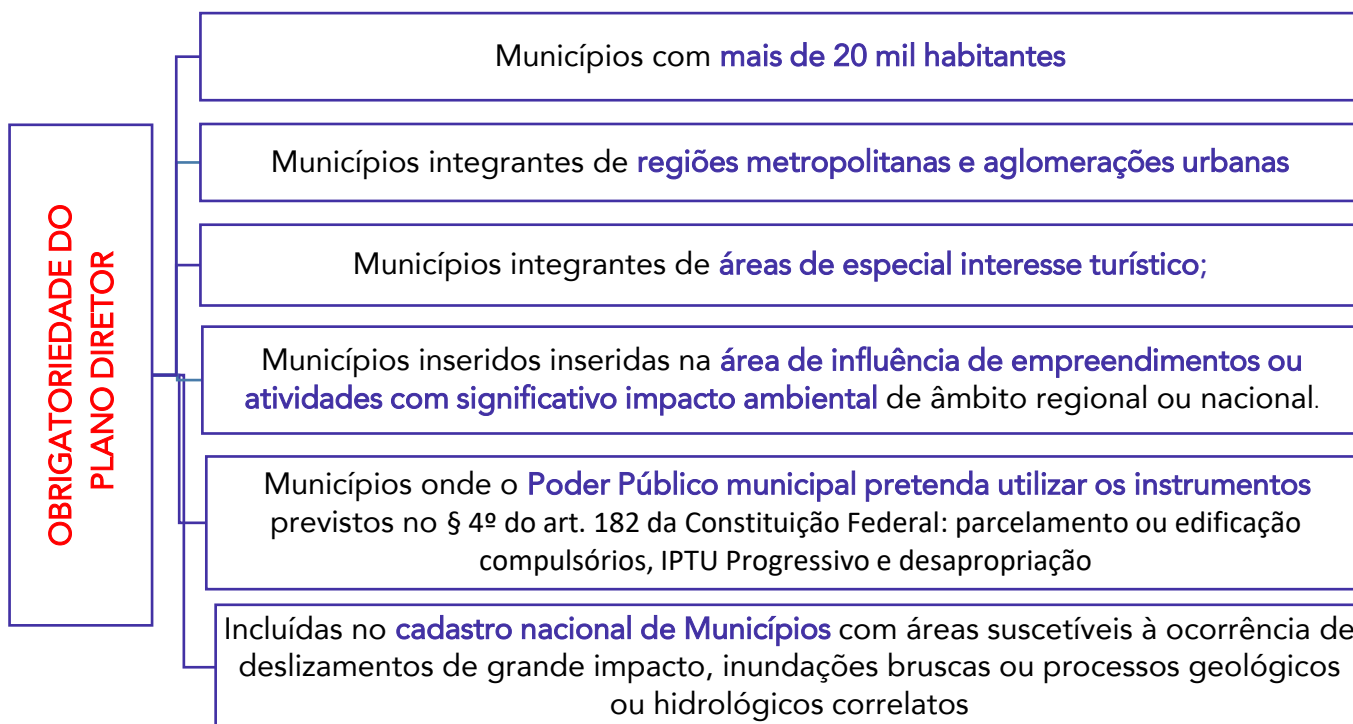 OBRIGATORIEDADE DO
PLANO DIRETOR
Municípios com mais de 20 mil habitantes
Municípios integrantes de regiões metropolitanas e aglomerações urbanas
Municípios integrantes de áreas de especial interesse turístico;
Municípios inseridos inseridas na área de influência de empreendimentos ou
atividades com significativo impacto ambiental de âmbito regional ou nacional.
Municípios onde o Poder Público municipal pretenda utilizar os instrumentos
previstos no § 4º do art. 182 da Constituição Federal: parcelamento ou edificação
compulsórios, IPTU Progressivo e desapropriação
Incluídas no cadastro nacional de Municípios com áreas suscetíveis à ocorrência de
deslizamentos de grande impacto, inundações bruscas ou processos geológicos
ou hidrológicos correlatos